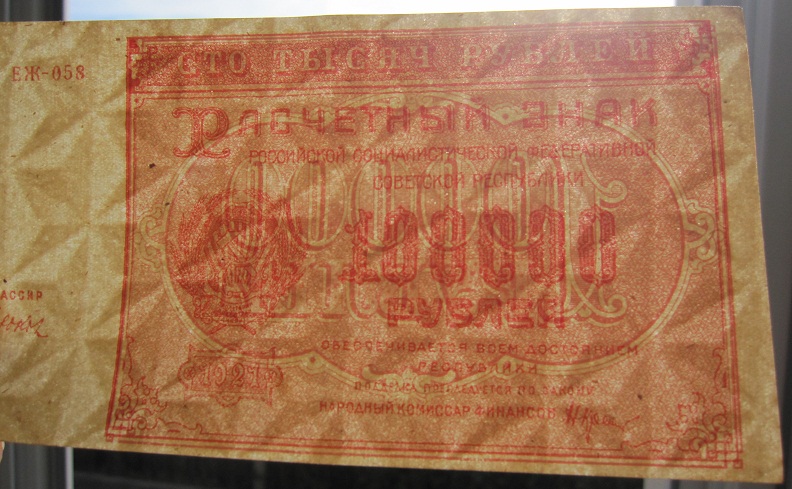 ЕЖ-058
СТО ТЫСЯЧ РУБЛЕЙ
РАСЧЕТНЫЙ ЗНАК
РОССИЙСКОЙ СОЦИАЛИСТИЧЕСКОЙ ФЕДЕРАТИВНОЙ
СОВЕТСКОЙ РЕСПУБЛИКИ
100000
РУБЛЕЙ
ОБЕСПЕЧИВАЕТСЯ ВСЕМ ДОСТОЯНИЕМ
РЕСПУБЛИКИ
ПОДДЕЛКА ПРЕСЛЕДУЕТСЯ ПО ЗАКОНУ
НАРОДНЫЙ КОМИССАР ФИНАНСОВ
АССИР
1921